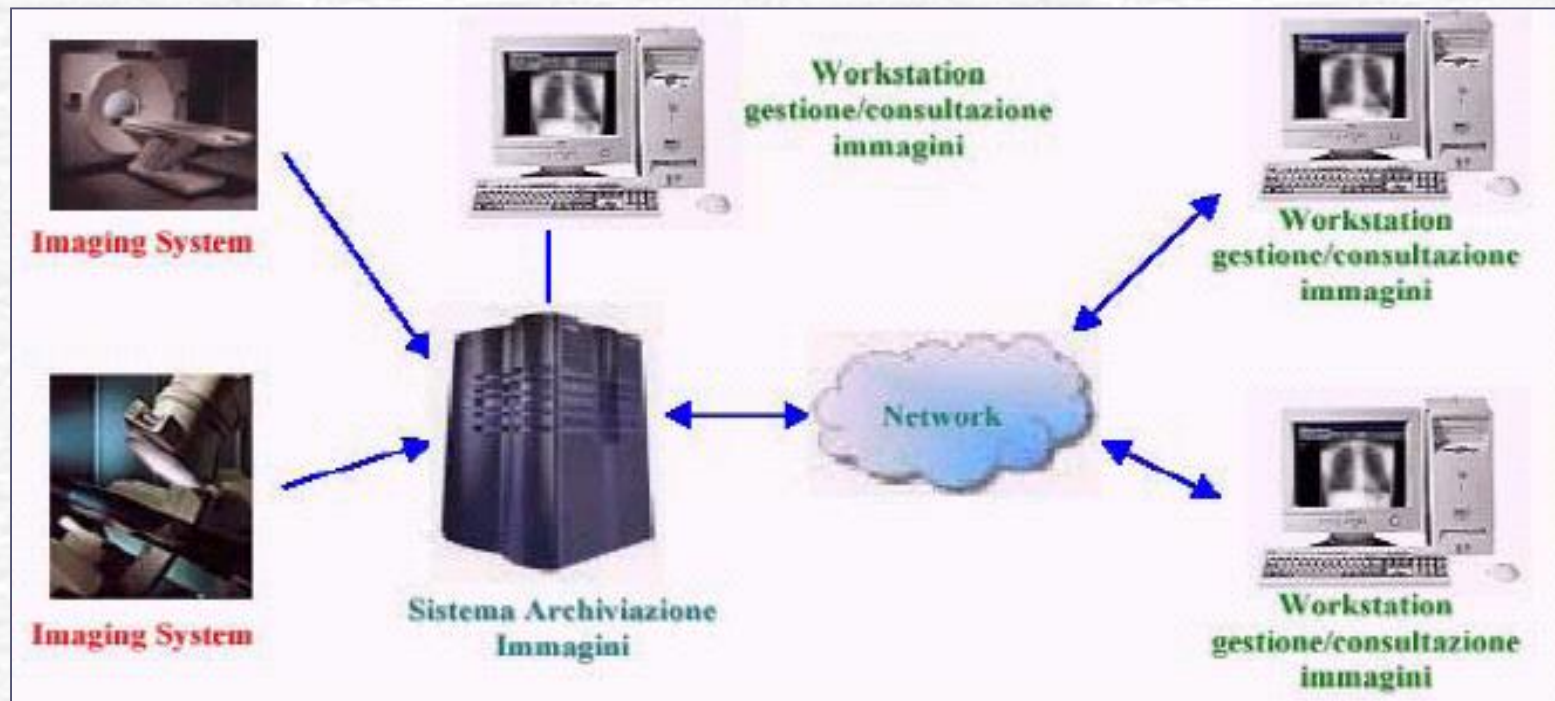 Workstation
gestione/consultazione
immagini
Imaging System
Workstation
gestione/consultazione
immagini
Network
Sistema Archiviazione
Immagini
Imaging System
Workstation
gestione/consultazione
immagini